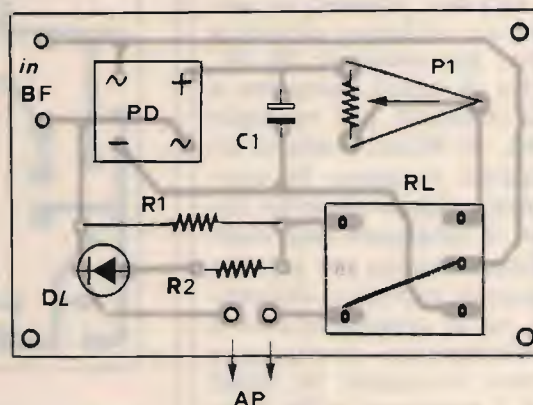 in
BF
~
+
PD
-
~
C1
P1
R1
RL
DL
R2
AP